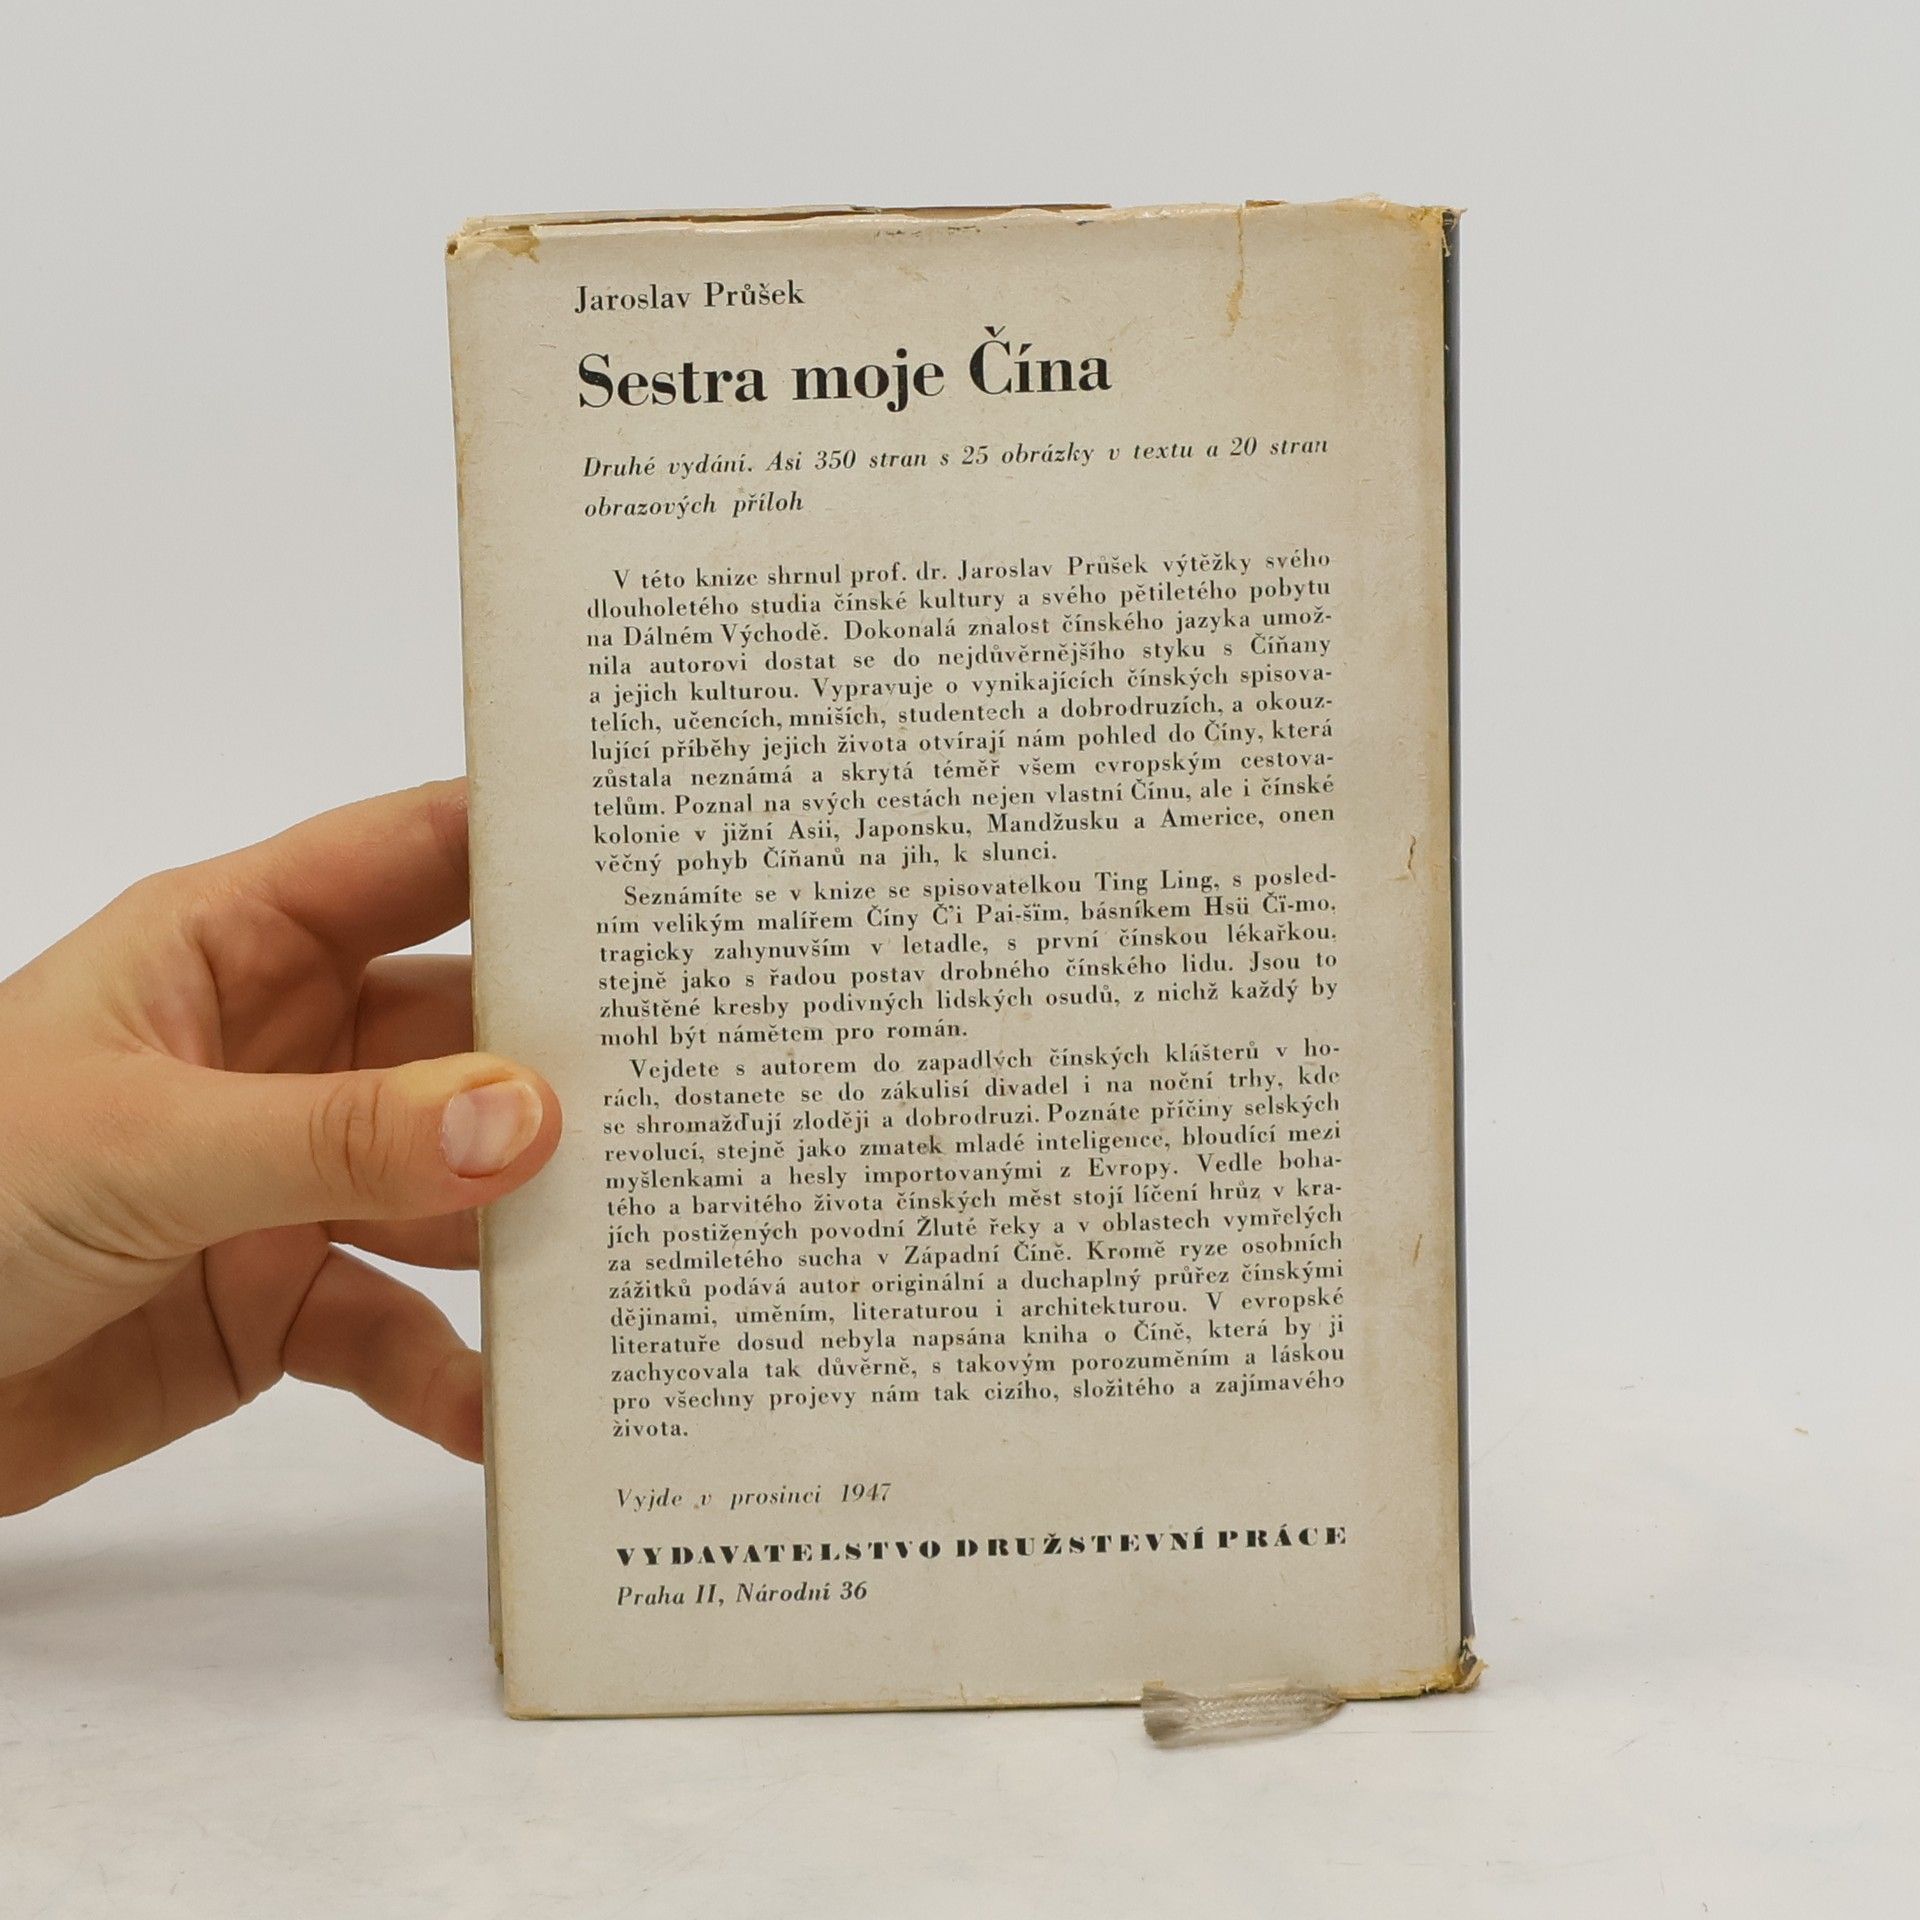 Jaroslav Průšek
Sestra moje Čína
Druhé vydání. Asi 350 stran s 25 obrázky v textu a 20 stran
obrazových příloh
V této knize shrnul prof. dr. Jaroslav Průšek výtěžky svého
dlouholetého studia čínské kultury a svého pětiletého pobytu
na Dálném Východě. Dokonalá znalost čínského jazyka umož-
nila autorovi dostat se do nejdůvěrnějšího styku s Číňany
a jejich kulturou. Vypravuje o vynikajících čínských spisova-
telích, učencích, mniších, studentech a dobrodruzích, a okouz-
lující příběhy jejich života otvírají nám pohled do Číny, která
zůstala neznámá a skrytá téměř všem evropským cestova-
telům. Poznal na svých cestách nejen vlastní Čínu, ale i čínské
kolonie v jižní Asii, Japonsku, Mandžusku a Americe, onen
věčný pohyb Číňanů na jih, k slunci.
Seznámíte se v knize se spisovatelkou Ting Ling, s posled-
ním velikým malířem Číny Č'i Pai-šïm, básníkem Hsü Čï-mo,
tragicky zahynuvším v letadle, s první čínskou lékařkou,
stejně jako s řadou postav drobného čínského lidu. Jsou to
zhuštěné kresby podivných lidských osudů, z nichž každý by
mohl být námětem pro román.
Vejdete s autorem do zapadlých čínských klášterů v ho-
rách, dostanete se do zákulisí divadel i na noční trhy, kde
se shromažďují zloději a dobrodruzi. Poznáte příčiny selských
revolucí, stejně jako zmatek mladé inteligence, bloudící mezi
myšlenkami a hesly importovanými z Evropy. Vedle boha-
tého a barvitého života čínských měst stojí líčení hrůz v kra-
jích postižených povodní Žluté řeky a v oblastech vymřelých
za sedmiletého sucha v Západní Číně. Kromě ryze osobních
zážitků podává autor originální a duchaplný průřez čínskými
dějinami, uměním, literaturou i architekturou. V evropské
literatuře dosud nebyla napsána kniha o Číně, která by ji
zachycovala tak důvěrně, s takovým porozuměním a láskou
pro všechny projevy nám tak cizího, složitého a zajímavého
života.
Vyjde v prosinci 1947
VYDAVATELSTVO DRUŽSTEVNÍ PRÁCE
Praha II, Národní 36